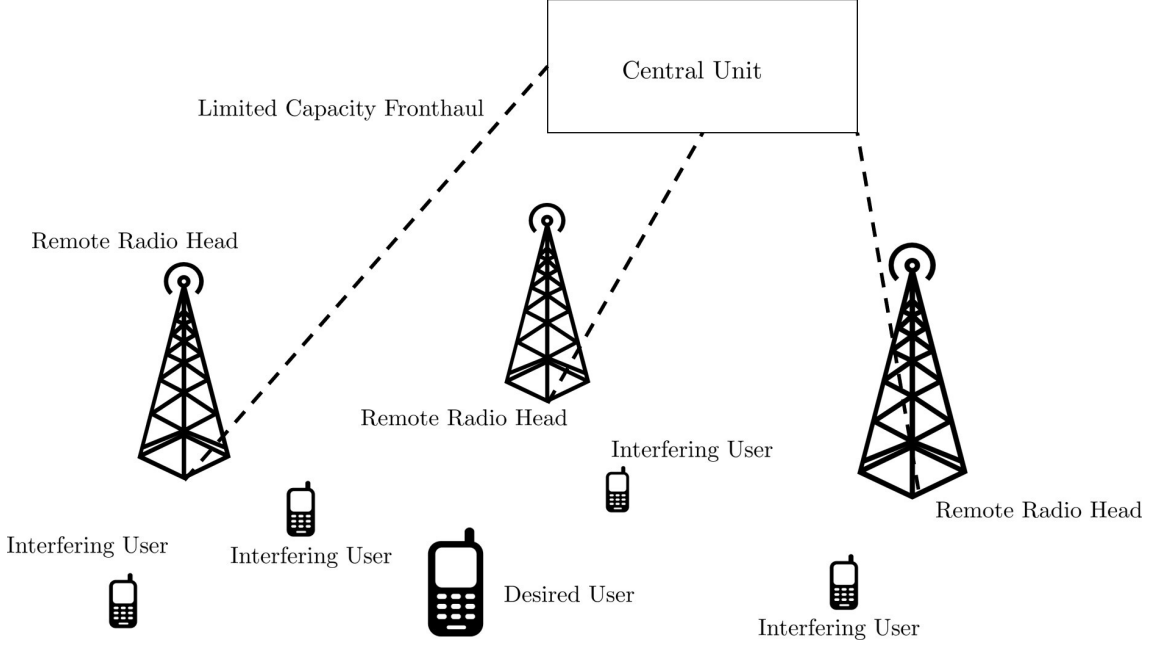 Central Unit
Limited Capacity Fronthaul
Remote Radio Head
Remote Radio Head
Interfering User
Remote Radio Head
Interfering User
Interfering User
Desired User
Interfering User